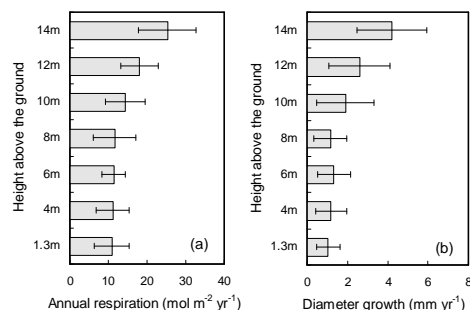 Height above the ground
14m
12m
10m
8m
6m
4m
1.3m
(a)
0 10 20 30 40
Annual respiration (mol m⁻² yr⁻¹)
Height above the ground
14m
12m
10m
8m
6m
4m
1.3m
(b)
0 2 4 6 8
Diameter growth (mm yr⁻¹)